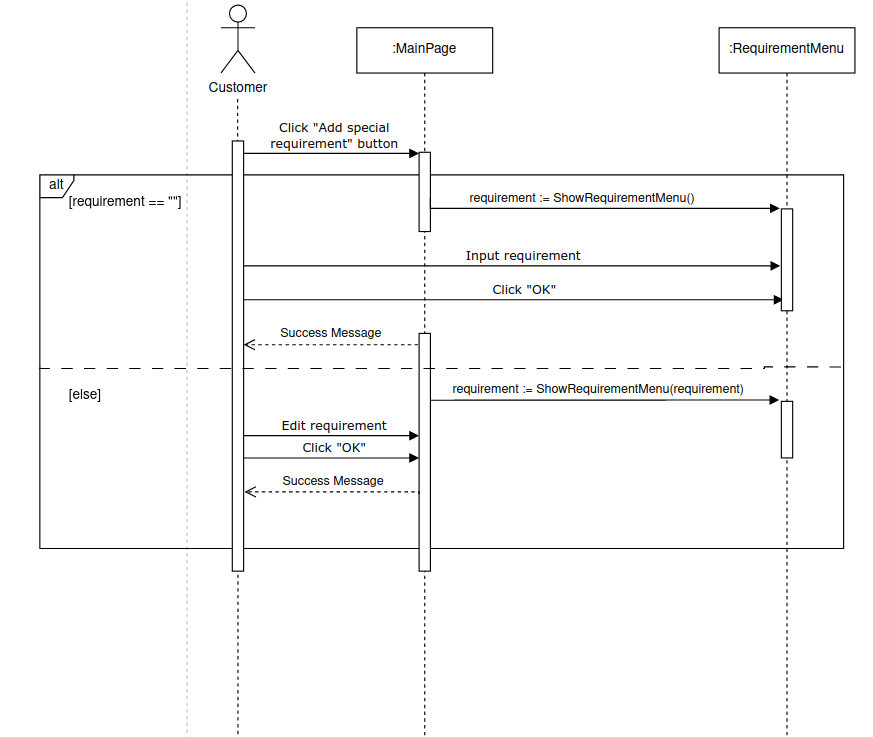 Customer
:MainPage
:RequirementMenu
Click "Add special
requirement" button
alt
[requirement == ""]
requirement := ShowRequirementMenu()
Input requirement
Click "OK"
Success Message
[else]
requirement := ShowRequirementMenu(requirement)
Edit requirement
Click "OK"
Success Message